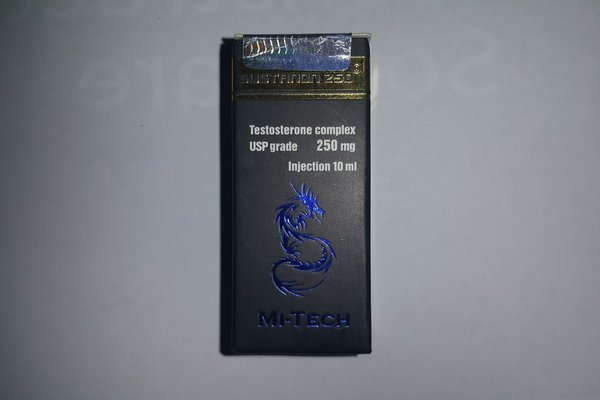 SUSTANON 250®
Testosterone complex
USP grade 250 mg
Injection 10 ml
MI-TECH